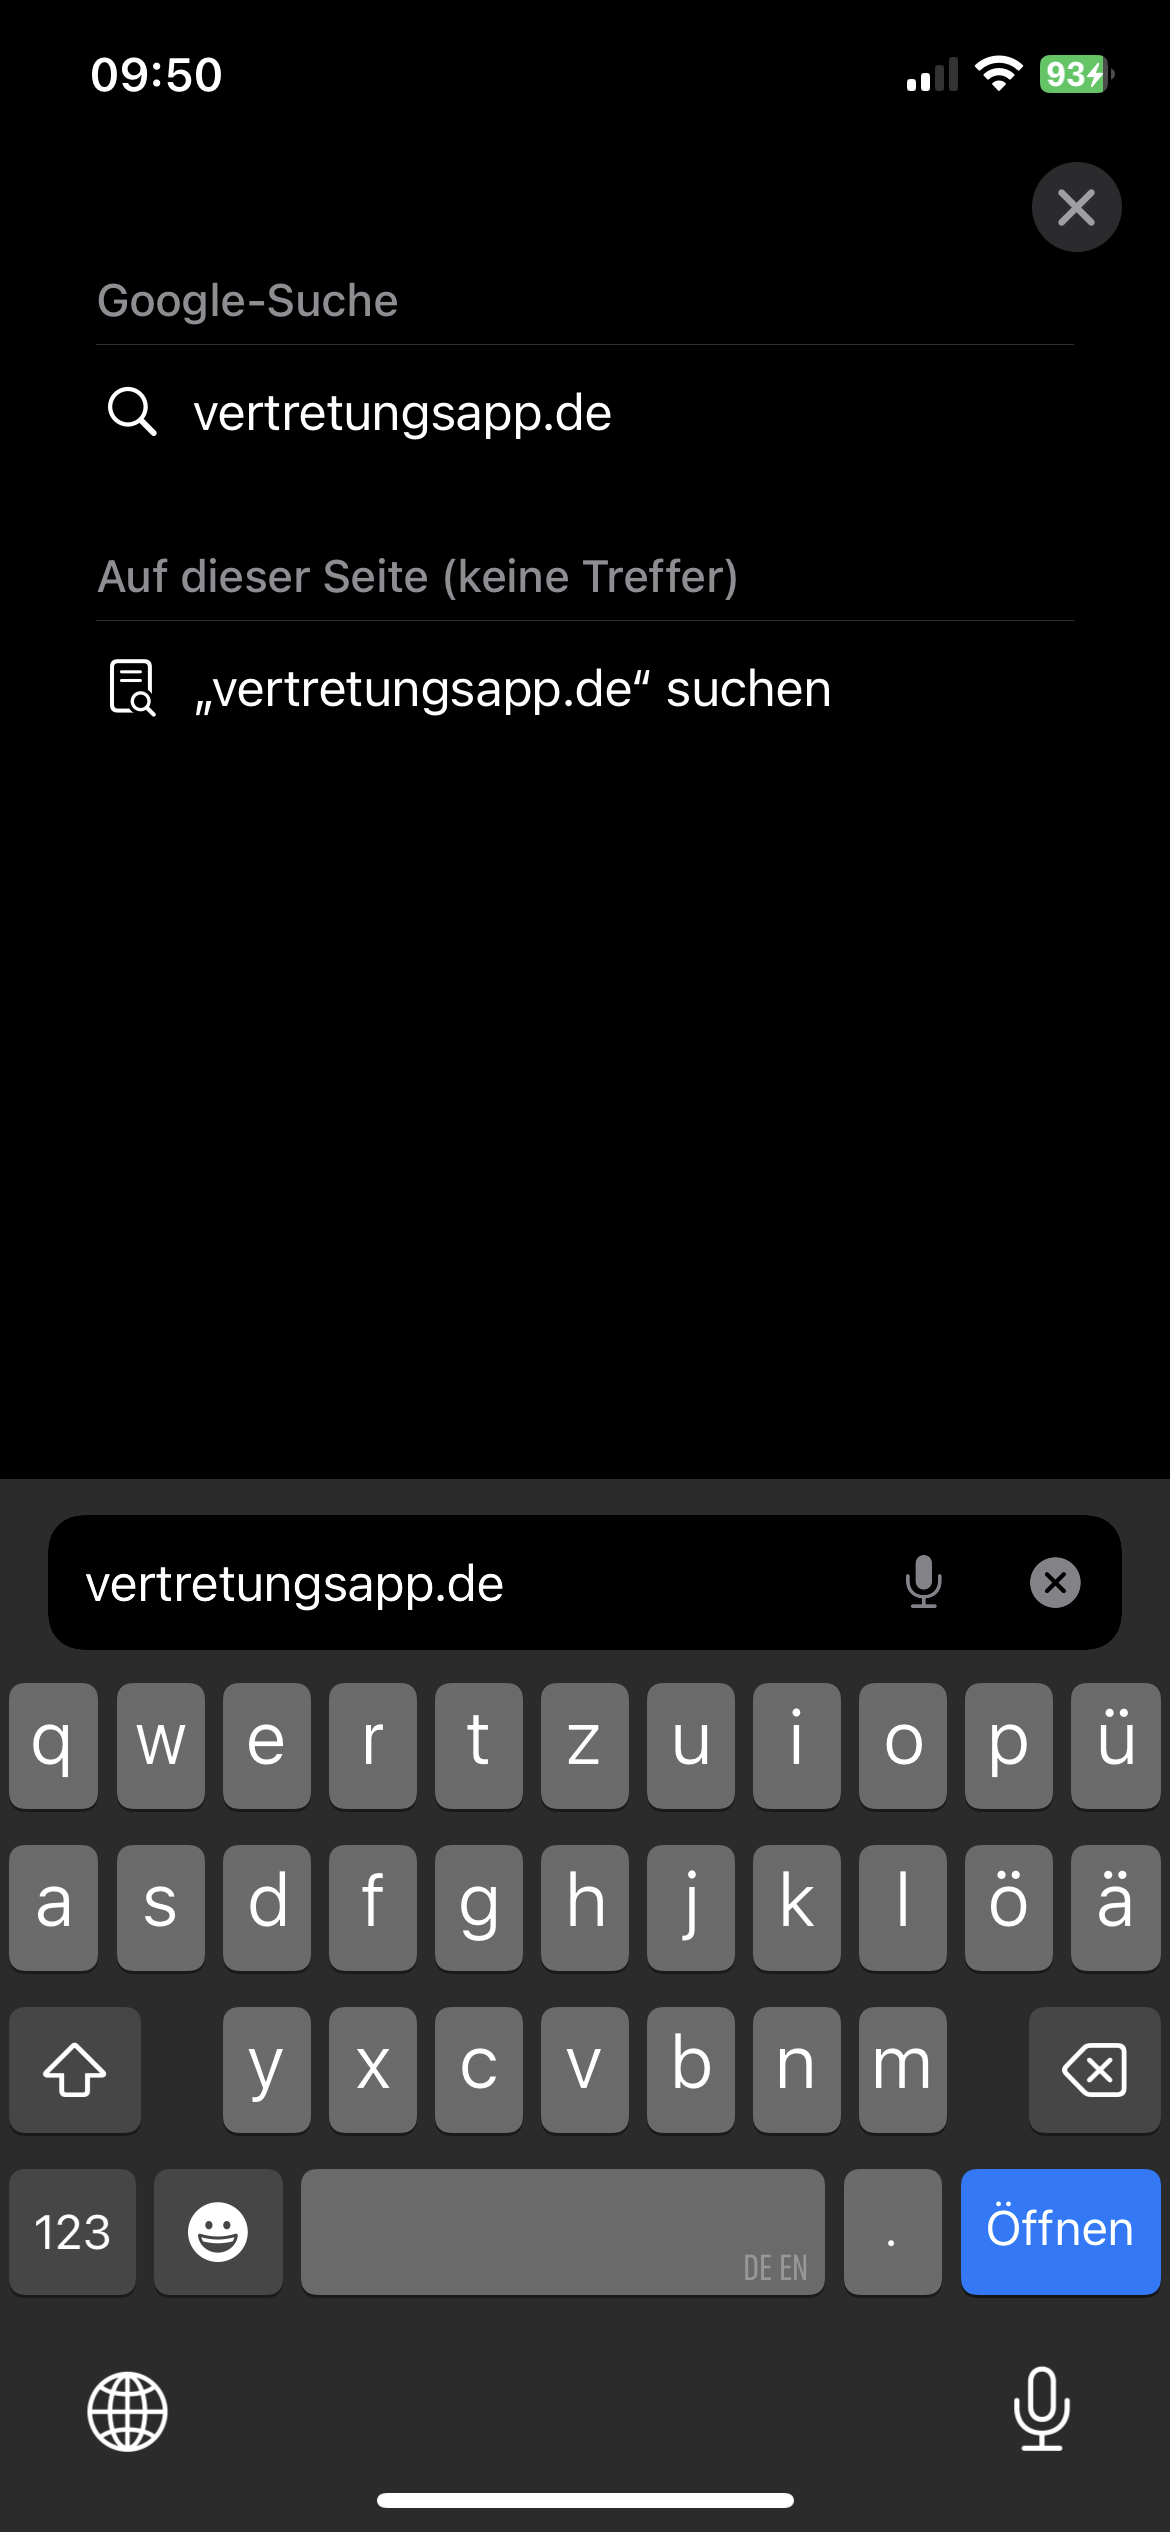 09:50
93
Google-Suche
vertretungsapp.de
Auf dieser Seite (keine Treffer)
„vertretungsapp.de“ suchen
vertretungsapp.de
q w e r t z u i o p ü
a s d f g h j k l ö ä
y x c v b n m
123 DE EN . Öffnen